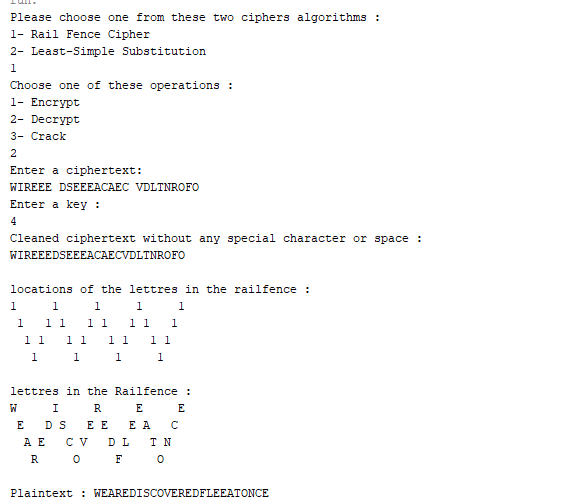 run:
Please choose one from these two ciphers algorithms :
1- Rail Fence Cipher
2- Least-Simple Substitution
1
Choose one of these operations :
1- Encrypt
2- Decrypt
3- Crack
2
Enter a ciphertext:
WIREEE DSEEEACAEC VDLTNROFO
Enter a key :
4
Cleaned ciphertext without any special character or space :
WIREEEDSEEEACAECVDLTNROFO
locations of the lettres in the railfence :
1     1     1     1     1
 1   1 1   1 1   1 1   1
  1 1   1 1   1 1   1 1
   1     1     1     1
lettres in the Railfence :
W     I     R     E     E
 E   D S   E E   E A   C
  A E   C V   D L   T N
   R     O     F     O
Plaintext : WEAREDISCOVEREDFLEEATONCE